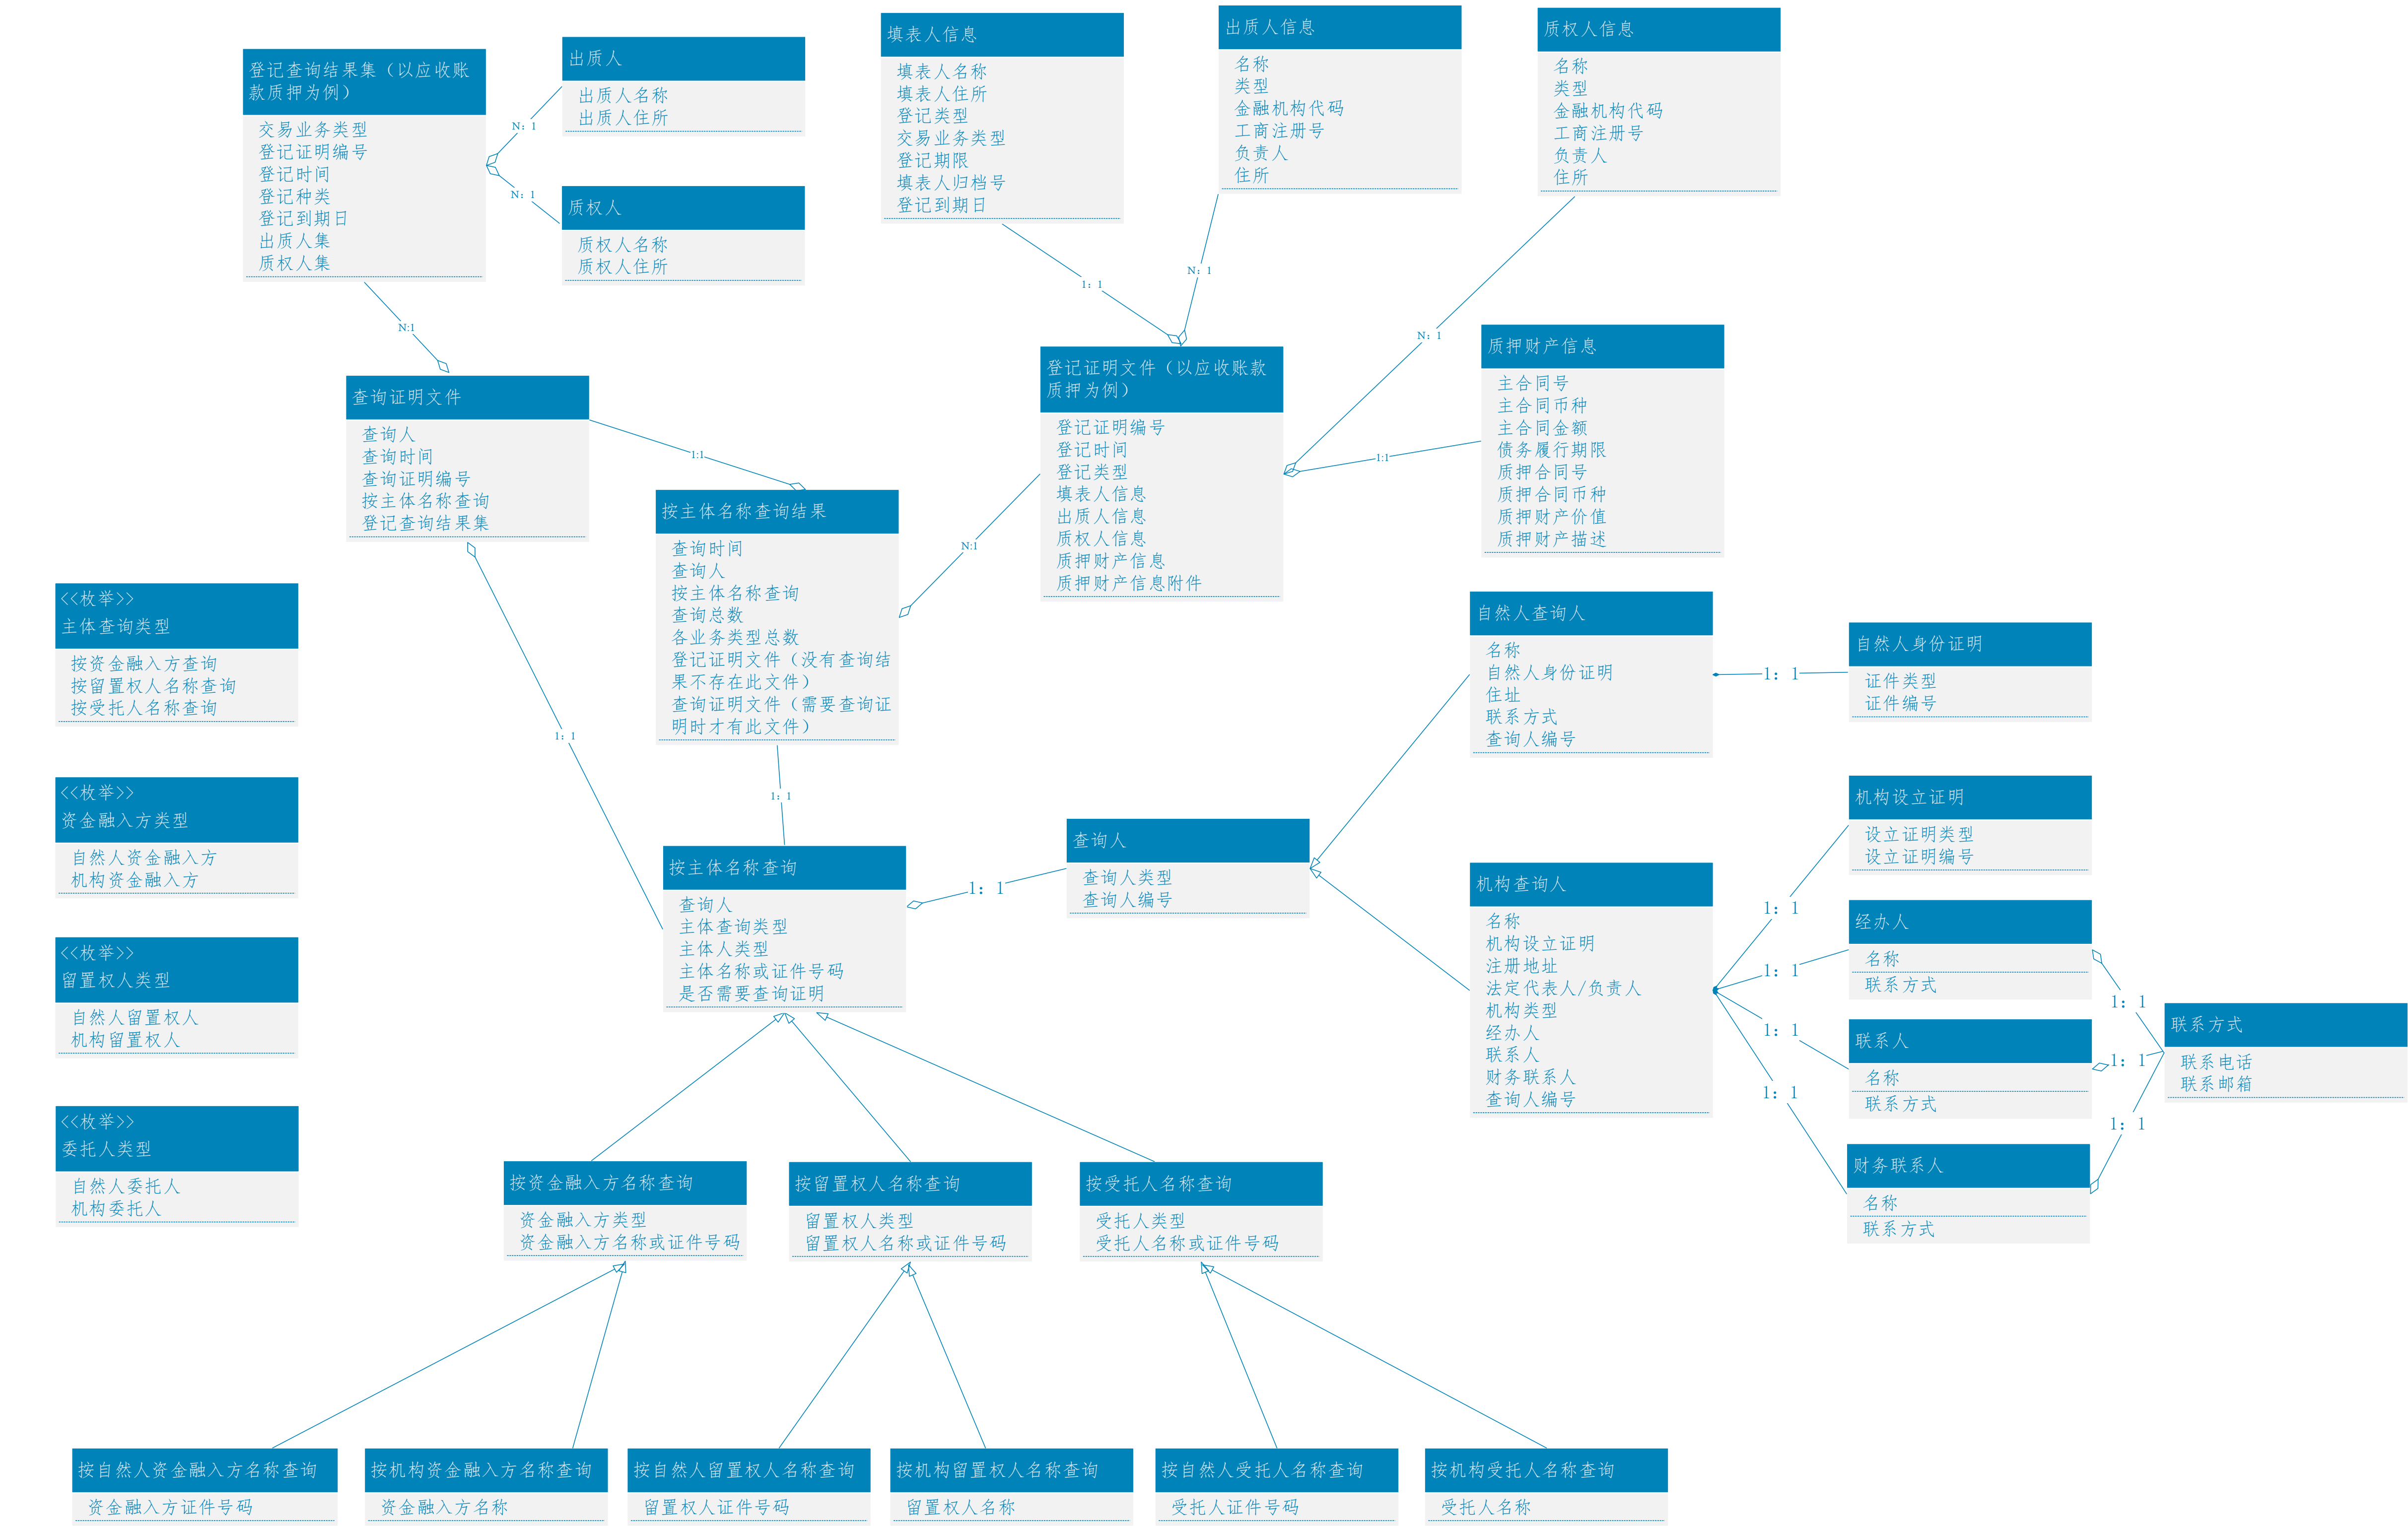 登记查询结果集（以应收账
款质押为例）
交易业务类型
登记证明编号
登记时间
登记种类
登记到期日
出质人集
质权人集
出质人
出质人名称
出质人住所
N：1
质权人
质权人名称
质权人住所
N：1
填表人信息
填表人名称
填表人住所
登记类型
交易业务类型
登记期限
填表人归档号
登记到期日
1：1
出质人信息
名称
类型
金融机构代码
工商注册号
负责人
住所
N：1
质权人信息
名称
类型
金融机构代码
工商注册号
负责人
住所
N：1
N:1
查询证明文件
查询人
查询时间
查询证明编号
按主体名称查询
登记查询结果集
1:1
登记证明文件（以应收账款
质押为例）
登记证明编号
登记时间
登记类型
填表人信息
出质人信息
质权人信息
质押财产信息
质押财产信息附件
1:1
质押财产信息
主合同号
主合同币种
主合同金额
债务履行期限
质押合同号
质押合同币种
质押财产价值
质押财产描述
按主体名称查询结果
查询时间
查询人
按主体名称查询
查询总数
各业务类型总数
登记证明文件（没有查询结
果不存在此文件）
查询证明文件（需要查询证
明时才有此文件）
N:1
<<枚举>>
主体查询类型
按资金融入方查询
按留置权人名称查询
按受托人名称查询
<<枚举>>
资金融入方类型
自然人资金融入方
机构资金融入方
<<枚举>>
留置权人类型
自然人留置权人
机构留置权人
<<枚举>>
委托人类型
自然人委托人
机构委托人
1：1
1：1
按主体名称查询
查询人
主体查询类型
主体人类型
主体名称或证件号码
是否需要查询证明
1：1
查询人
查询人类型
查询人编号
自然人查询人
名称
自然人身份证明
住址
联系方式
查询人编号
1：1
自然人身份证明
证件类型
证件编号
机构查询人
名称
机构设立证明
注册地址
法定代表人/负责人
机构类型
经办人
联系人
财务联系人
查询人编号
1：1
1：1
1：1
1：1
机构设立证明
设立证明类型
设立证明编号
经办人
名称
联系方式
联系人
名称
联系方式
财务联系人
名称
联系方式
1：1
1：1
1：1
联系方式
联系电话
联系邮箱
按资金融入方名称查询
资金融入方类型
资金融入方名称或证件号码
按留置权人名称查询
留置权人类型
留置权人名称或证件号码
按受托人名称查询
受托人类型
受托人名称或证件号码
按自然人资金融入方名称查询
资金融入方证件号码
按机构资金融入方名称查询
资金融入方名称
按自然人留置权人名称查询
留置权人证件号码
按机构留置权人名称查询
留置权人名称
按自然人受托人名称查询
受托人证件号码
按机构受托人名称查询
受托人名称